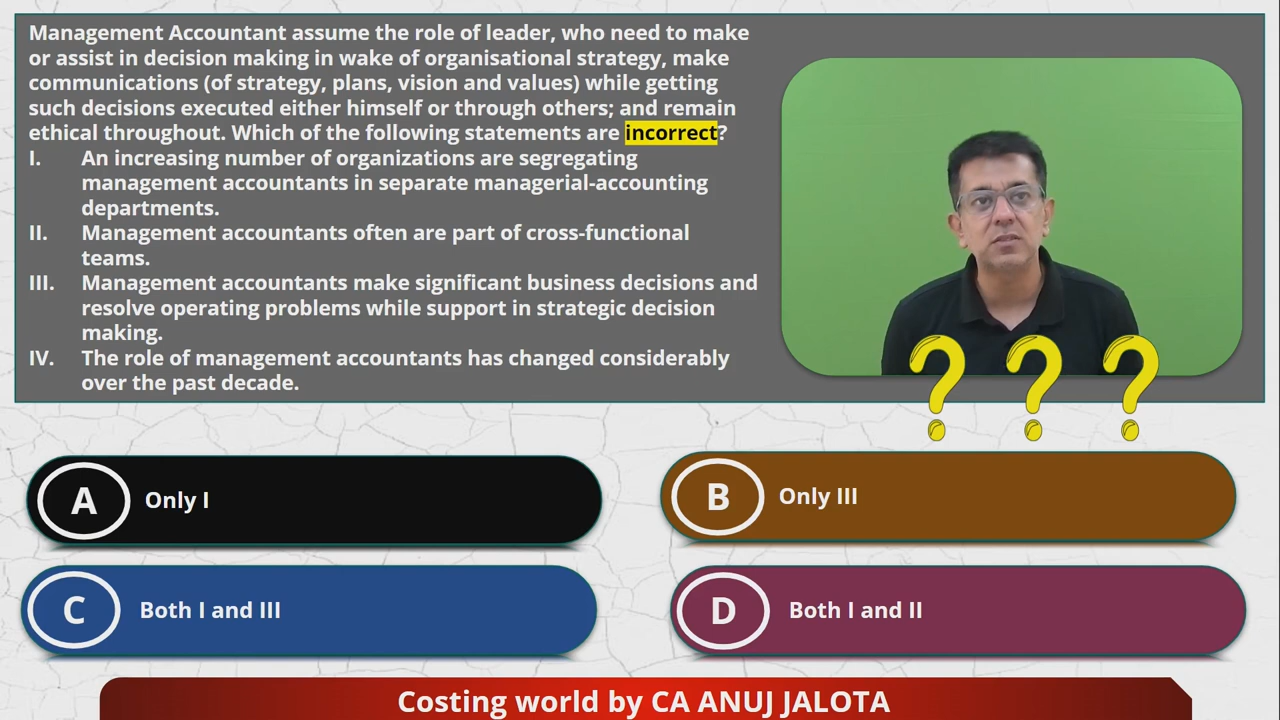 Management Accountant assume the role of leader, who need to make
or assist in decision making in wake of organisational strategy, make
communications (of strategy, plans, vision and values) while getting
such decisions executed either himself or through others; and remain
ethical throughout. Which of the following statements are incorrect?
I. An increasing number of organizations are segregating
management accountants in separate managerial-accounting
departments.
II. Management accountants often are part of cross-functional
teams.
III. Management accountants make significant business decisions and
resolve operating problems while support in strategic decision
making.
IV. The role of management accountants has changed considerably
over the past decade.
? ? ?
A Only I
B Only III
C Both I and III
D Both I and II
Costing world by CA ANUJ JALOTA